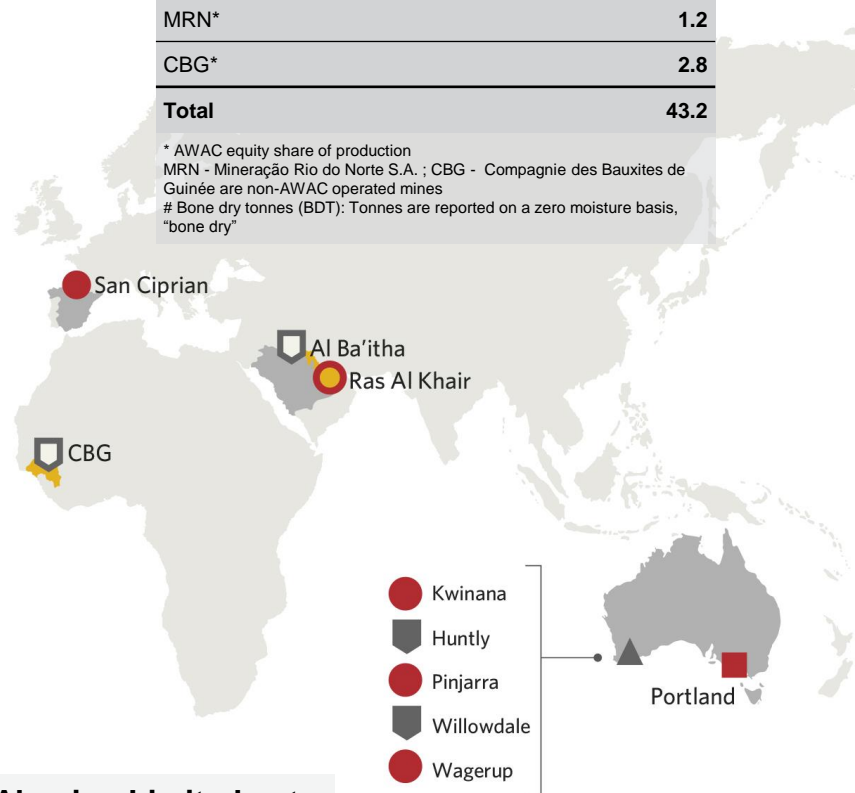 MRN* 1.2
CBG* 2.8
Total 43.2
* AWAC equity share of production
MRN - Mineração Rio do Norte S.A. ; CBG - Compagnie des Bauxites de
Guinée are non-AWAC operated mines
# Bone dry tonnes (BDT): Tonnes are reported on a zero moisture basis,
“bone dry”
San Ciprian
Al Ba’itha
Ras Al Khair
CBG
Kwinana
Huntly
Pinjarra
Willowdale
Wagerup
Portland